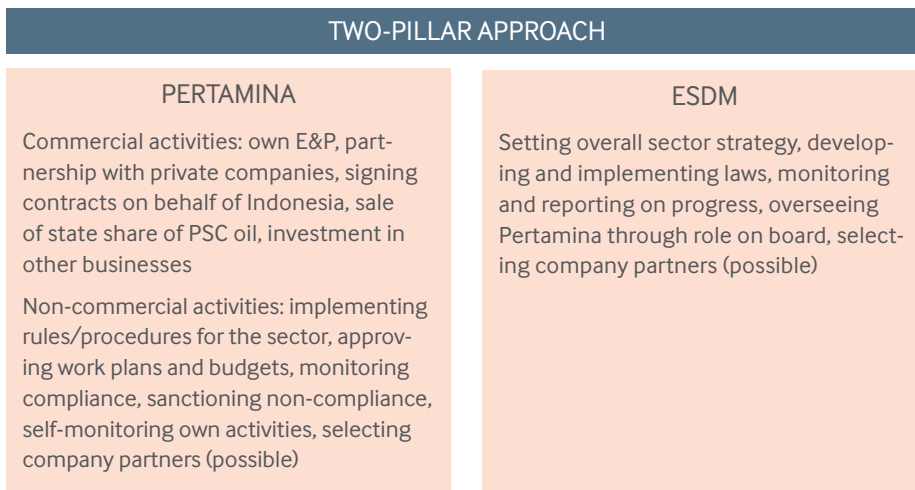 TWO-PILLAR APPROACH
PERTAMINA
Commercial activities: own E&P, part-
nership with private companies, signing
contracts on behalf of Indonesia, sale
of state share of PSC oil, investment in
other businesses
Non-commercial activities: implementing
rules/procedures for the sector, approv-
ing work plans and budgets, monitoring
compliance, sanctioning non-compliance,
self-monitoring own activities, selecting
company partners (possible)
ESDM
Setting overall sector strategy, develop-
ing and implementing laws, monitoring
and reporting on progress, overseeing
Pertamina through role on board, select-
ing company partners (possible)